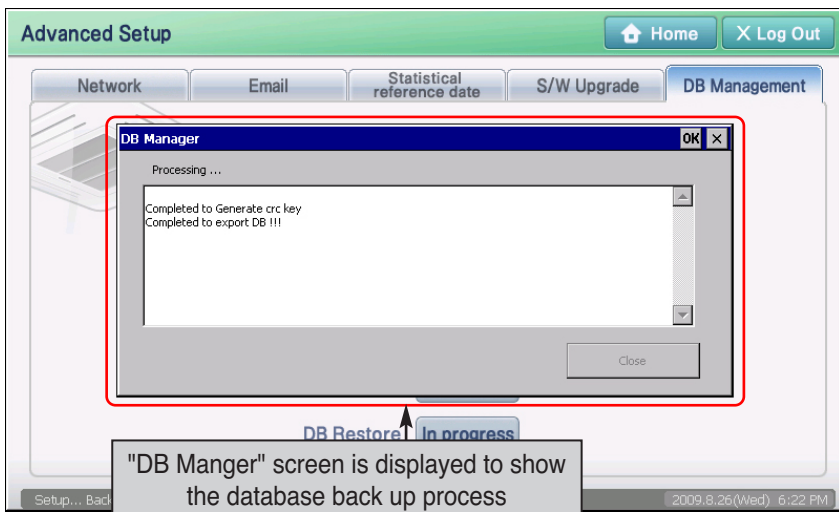 Advanced Setup
Home
X Log Out
Network
Email
Statistical
reference date
S/W Upgrade
DB Management
DB Manager
OK
Processing ...
Completed to Generate crc key
Completed to export DB !!!
Close
DB Restore
In progress
"DB Manger" screen is displayed to show
the database back up process
Setup... Back
2009.8.26(Wed) 6:22 PM